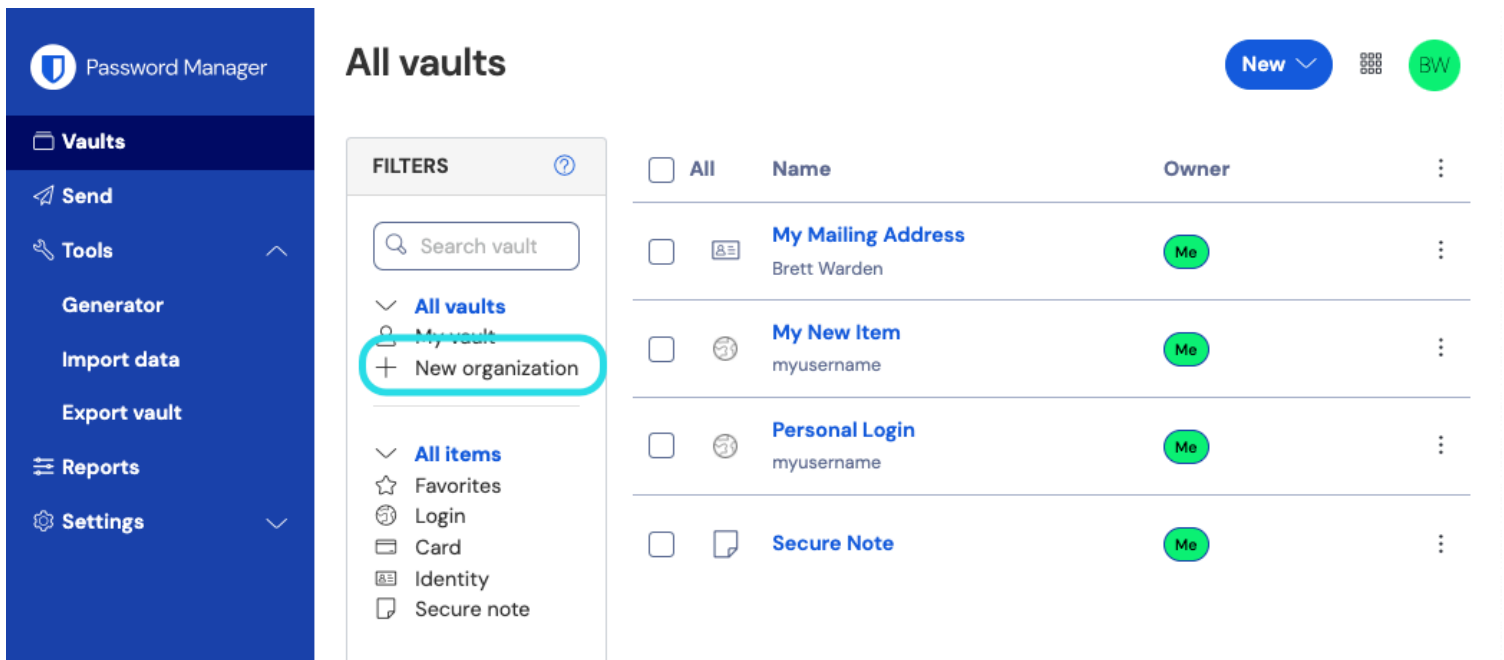 Password Manager
Vaults
Send
Tools
Generator
Import data
Export vault
Reports
Settings
All vaults
New
BW
FILTERS
?
Search vault
All vaults
My vault
New organization
All items
Favorites
Login
Card
Identity
Secure note
All Name Owner
My Mailing Address
Brett Warden
Me
My New Item
myusername
Me
Personal Login
myusername
Me
Secure Note
Me